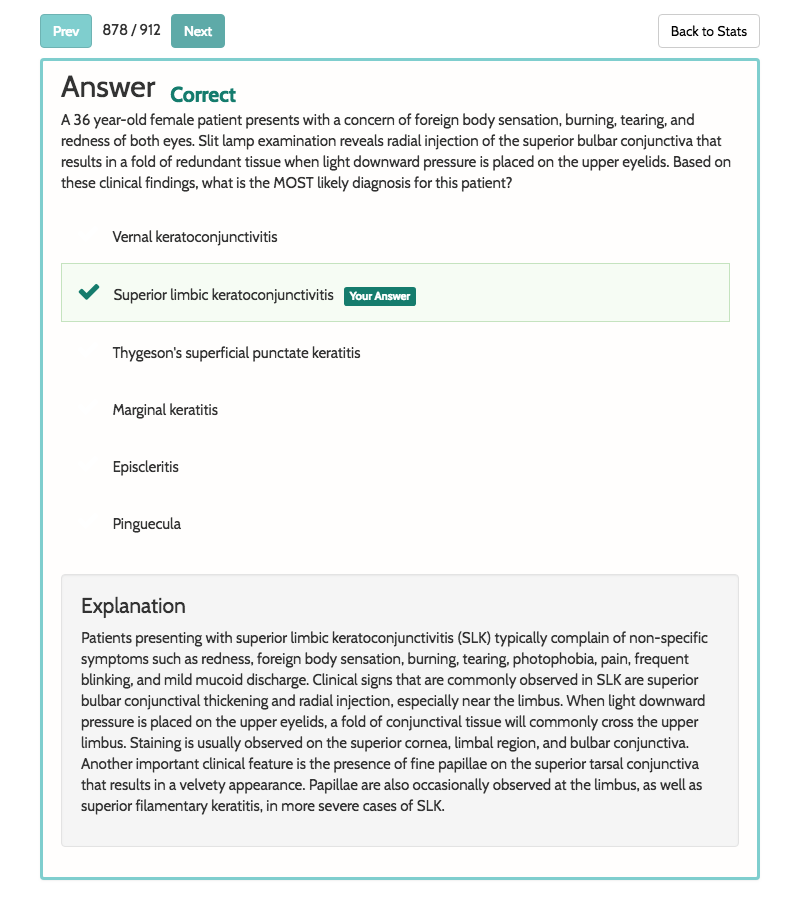 Prev 878 / 912 Next Back to Stats
Answer Correct
A 36 year-old female patient presents with a concern of foreign body sensation, burning, tearing, and
redness of both eyes. Slit lamp examination reveals radial injection of the superior bulbar conjunctiva that
results in a fold of redundant tissue when light downward pressure is placed on the upper eyelids. Based on
these clinical findings, what is the MOST likely diagnosis for this patient?
Vernal keratoconjunctivitis
Superior limbic keratoconjunctivitis Your Answer
Thygeson's superficial punctate keratitis
Marginal keratitis
Episcleritis
Pinguecula
Explanation
Patients presenting with superior limbic keratoconjunctivitis (SLK) typically complain of non-specific
symptoms such as redness, foreign body sensation, burning, tearing, photophobia, pain, frequent
blinking, and mild mucoid discharge. Clinical signs that are commonly observed in SLK are superior
bulbar conjunctival thickening and radial injection, especially near the limbus. When light downward
pressure is placed on the upper eyelids, a fold of conjunctival tissue will commonly cross the upper
limbus. Staining is usually observed on the superior cornea, limbal region, and bulbar conjunctiva.
Another important clinical feature is the presence of fine papillae on the superior tarsal conjunctiva
that results in a velvety appearance. Papillae are also occasionally observed at the limbus, as well as
superior filamentary keratitis, in more severe cases of SLK.